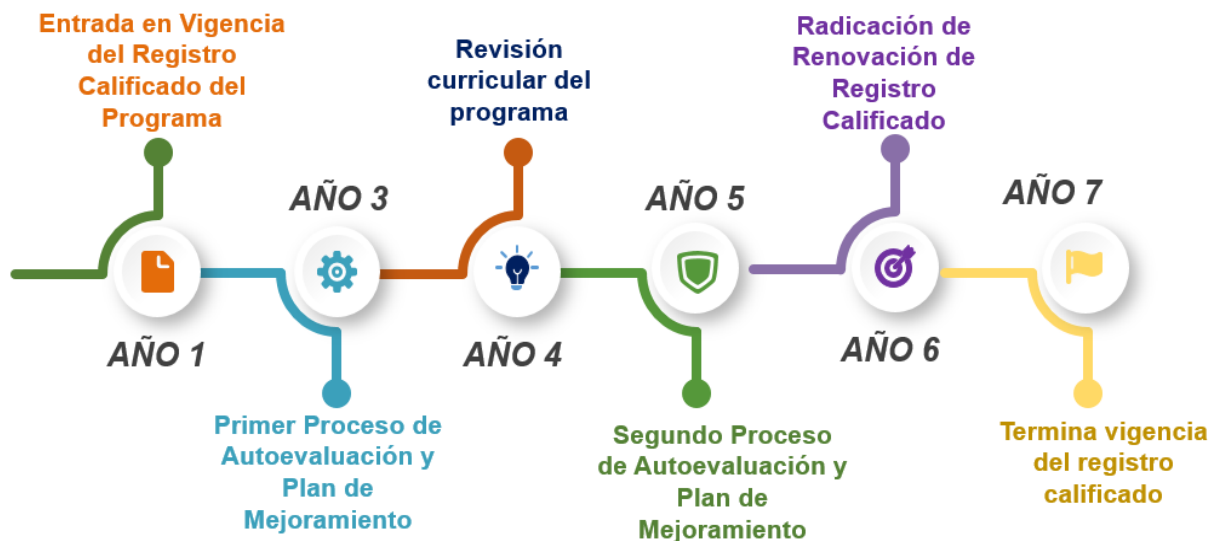 Entrada en Vigencia
del Registro
Calificado del
Programa
AÑO 1
AÑO 3
Primer Proceso de
Autoevaluación y
Plan de
Mejoramiento
Revisión
curricular del
programa
AÑO 4
AÑO 5
Segundo Proceso
de Autoevaluación y
Plan de
Mejoramiento
Radicación de
Renovación de
Registro
Calificado
AÑO 6
AÑO 7
Termina vigencia
del registro
calificado